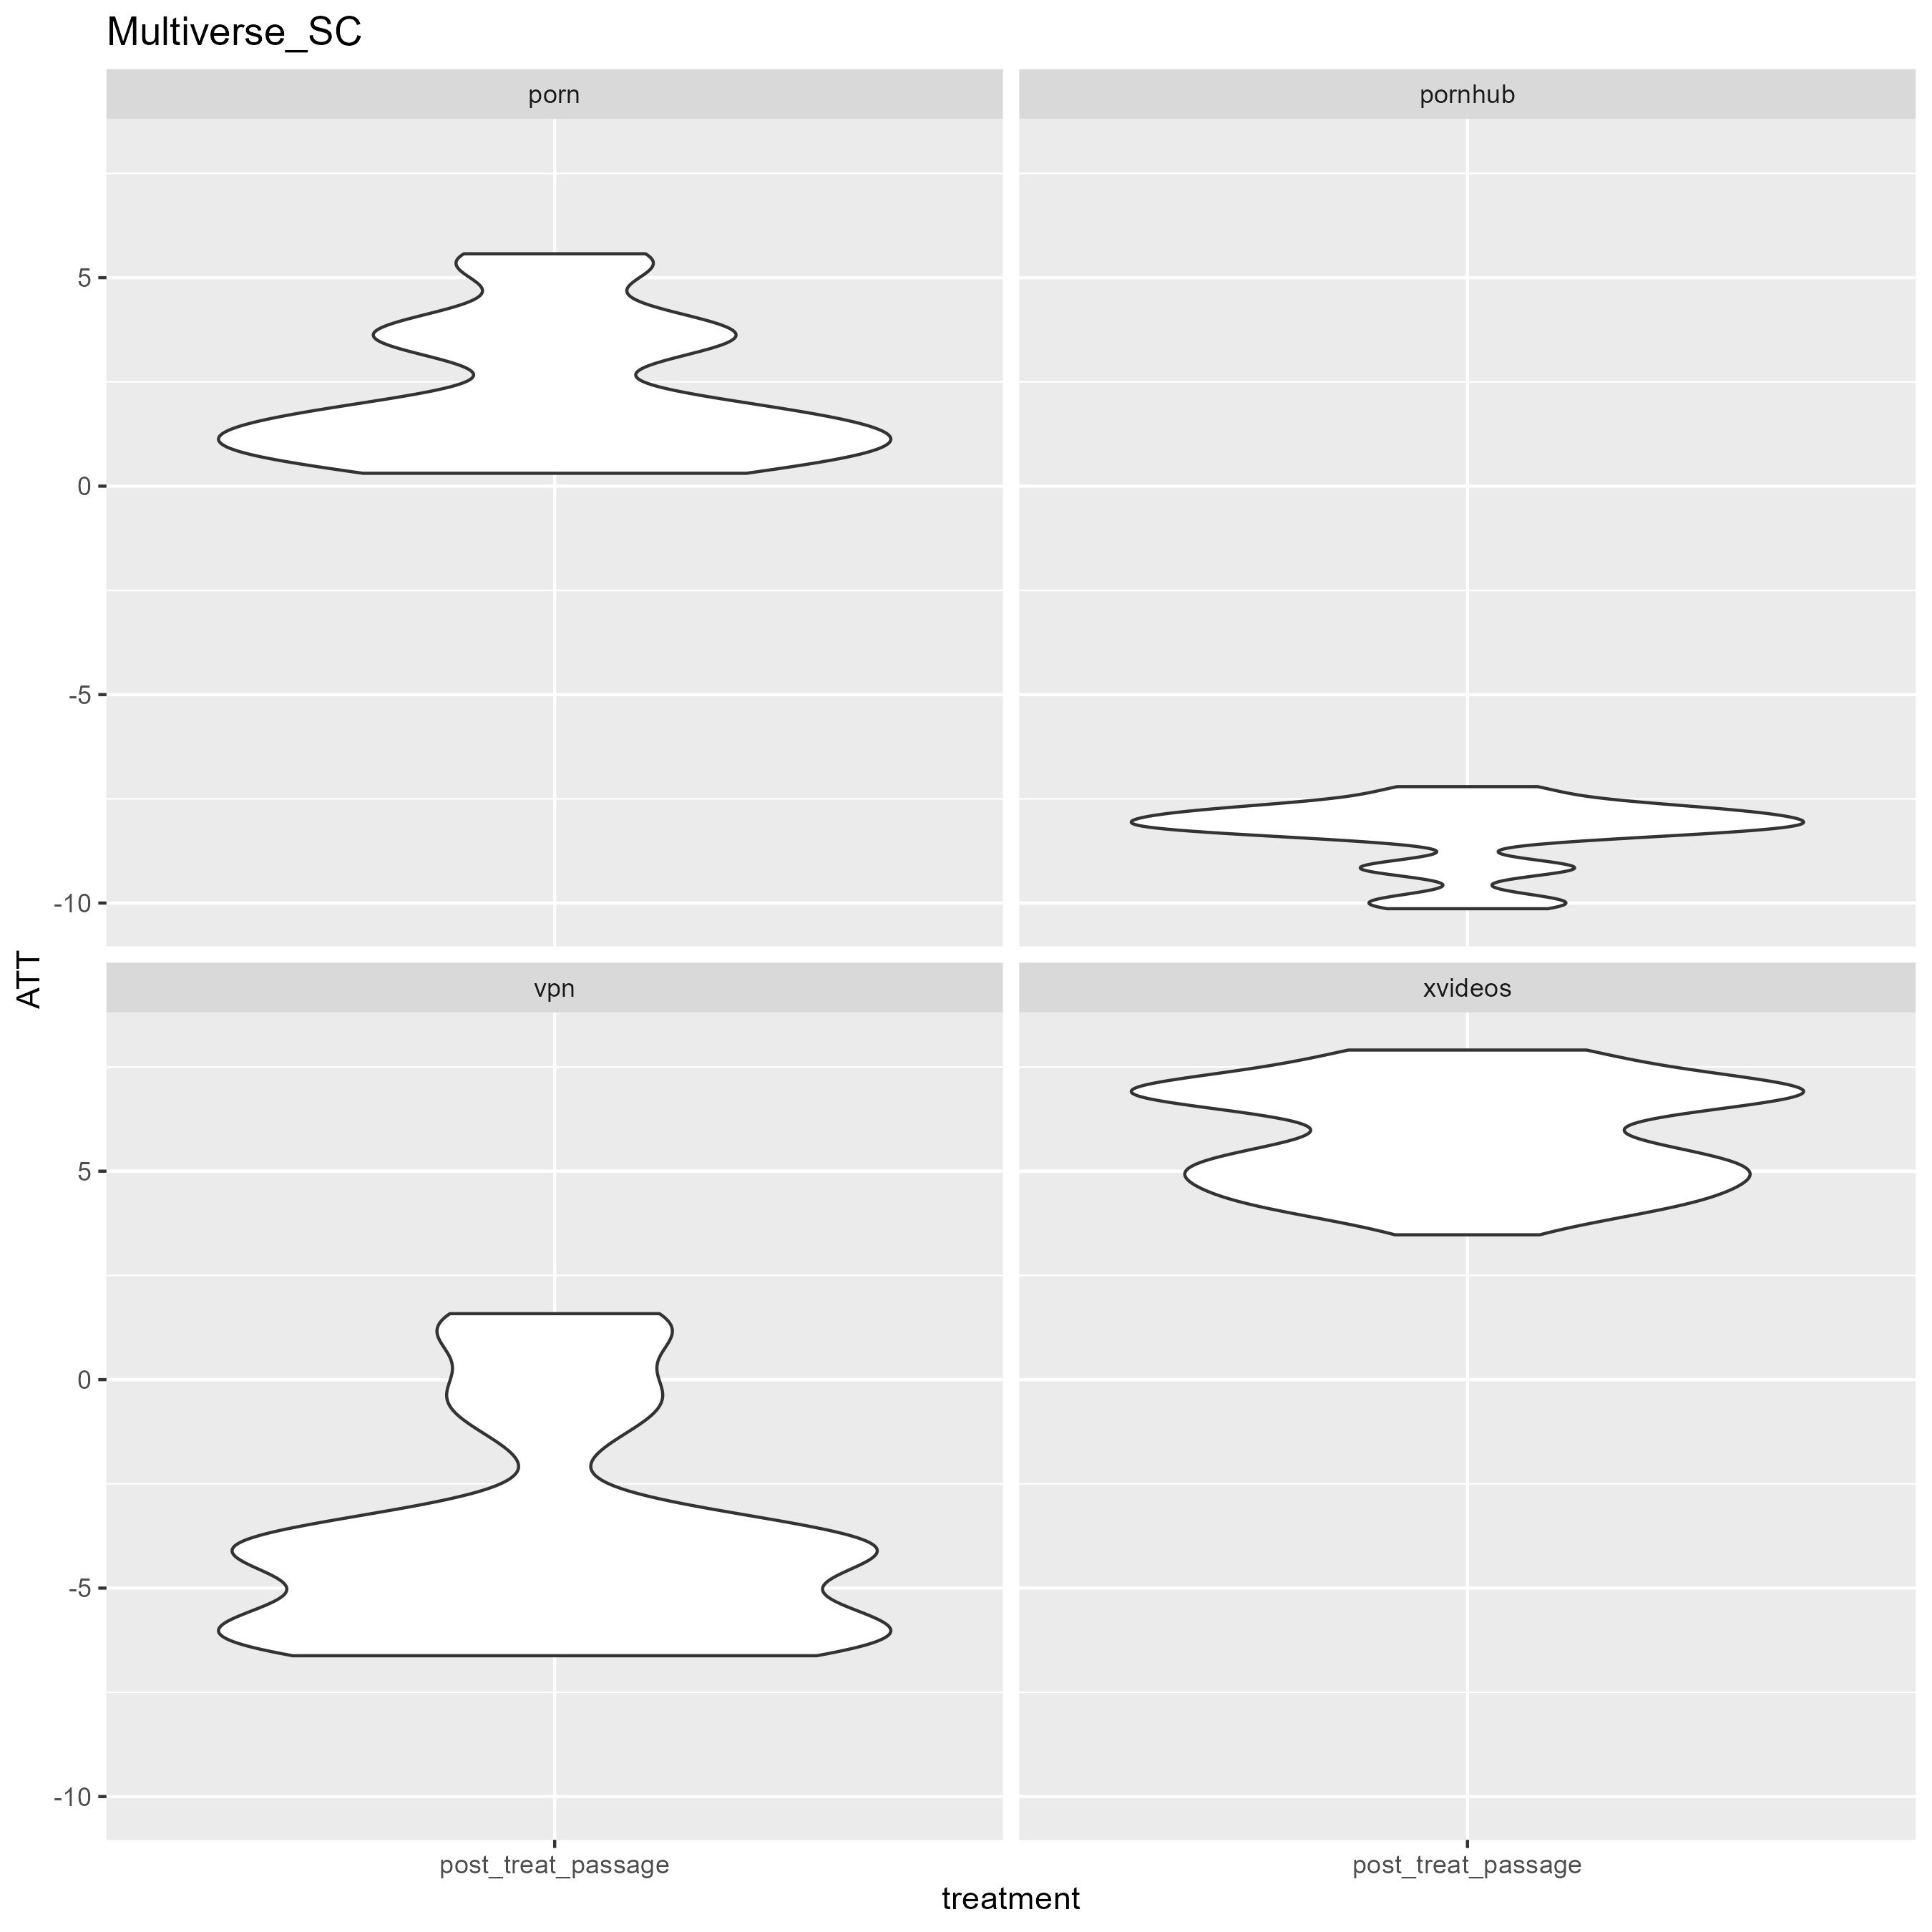 Multiverse_SC
porn
pornhub
5
0
-5
-10
ATT
vpn
xvideos
5
0
-5
-10
post_treat_passage
post_treat_passage
treatment